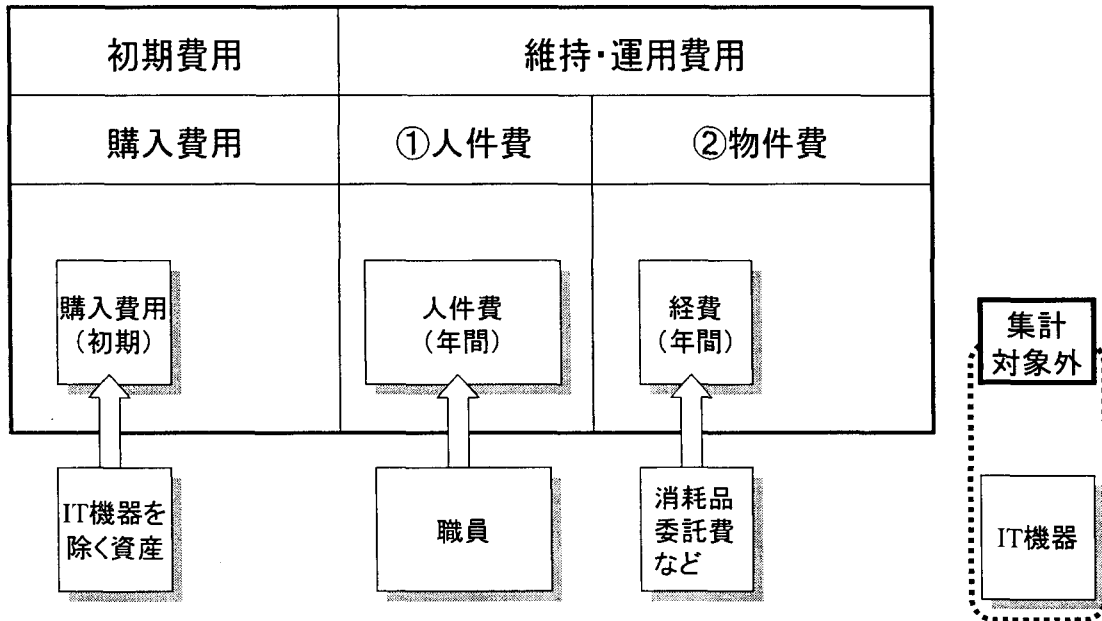 初期費用
維持・運用費用
購入費用
①人件費
②物件費
購入費用
（初期）
人件費
（年間）
経費
（年間）
集計
対象外
IT機器を
除く資産
職員
消耗品
委託費
など
IT機器